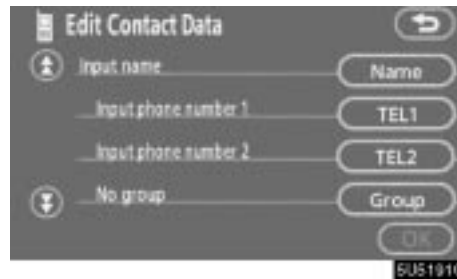 Edit Contact Data
Input name Name
Input phone number 1 TEL1
Input phone number 2 TEL2
No group Group
OK